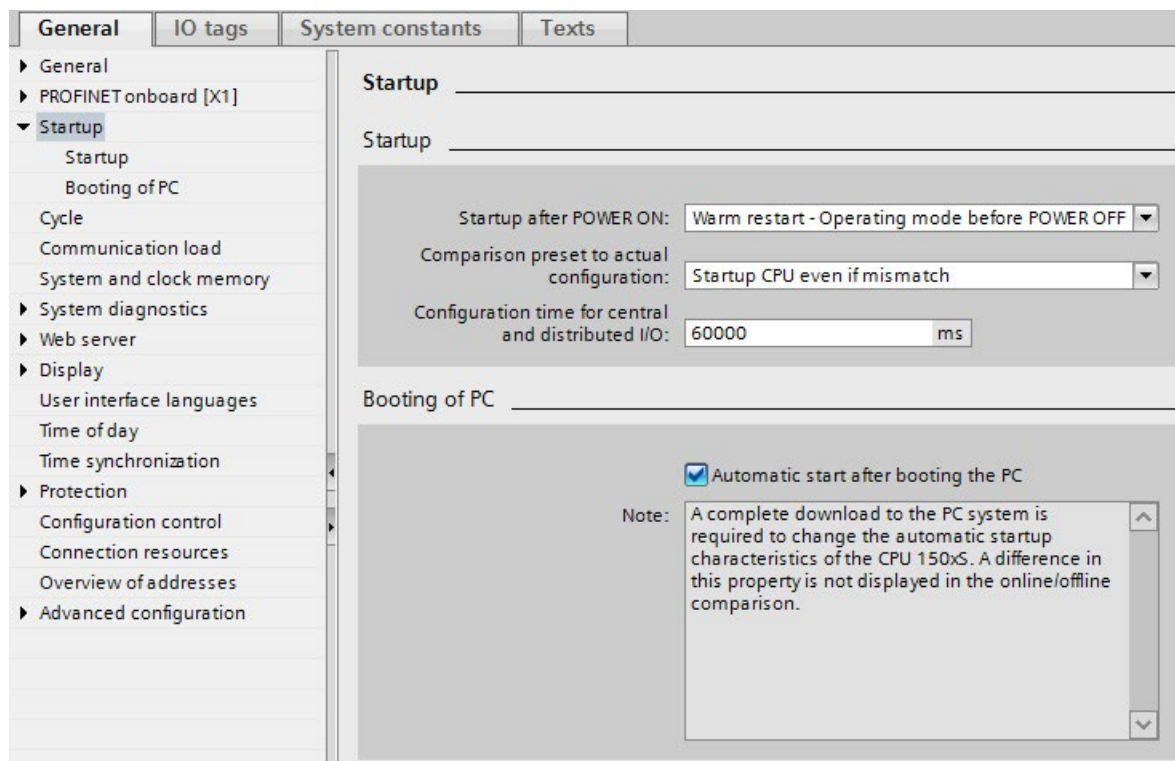 General IO tags System constants Texts
General
PROFINET onboard [X1]
Startup
Startup
Booting of PC
Cycle
Communication load
System and clock memory
System diagnostics
Web server
Display
User interface languages
Time of day
Time synchronization
Protection
Configuration control
Connection resources
Overview of addresses
Advanced configuration
Startup
Startup
Startup after POWER ON: Warm restart - Operating mode before POWER OFF
Comparison preset to actual
configuration: Startup CPU even if mismatch
Configuration time for central
and distributed I/O: 60000 ms
Booting of PC
Automatic start after booting the PC
Note: A complete download to the PC system is
required to change the automatic startup
characteristics of the CPU 150xS. A difference in
this property is not displayed in the online/offline
comparison.